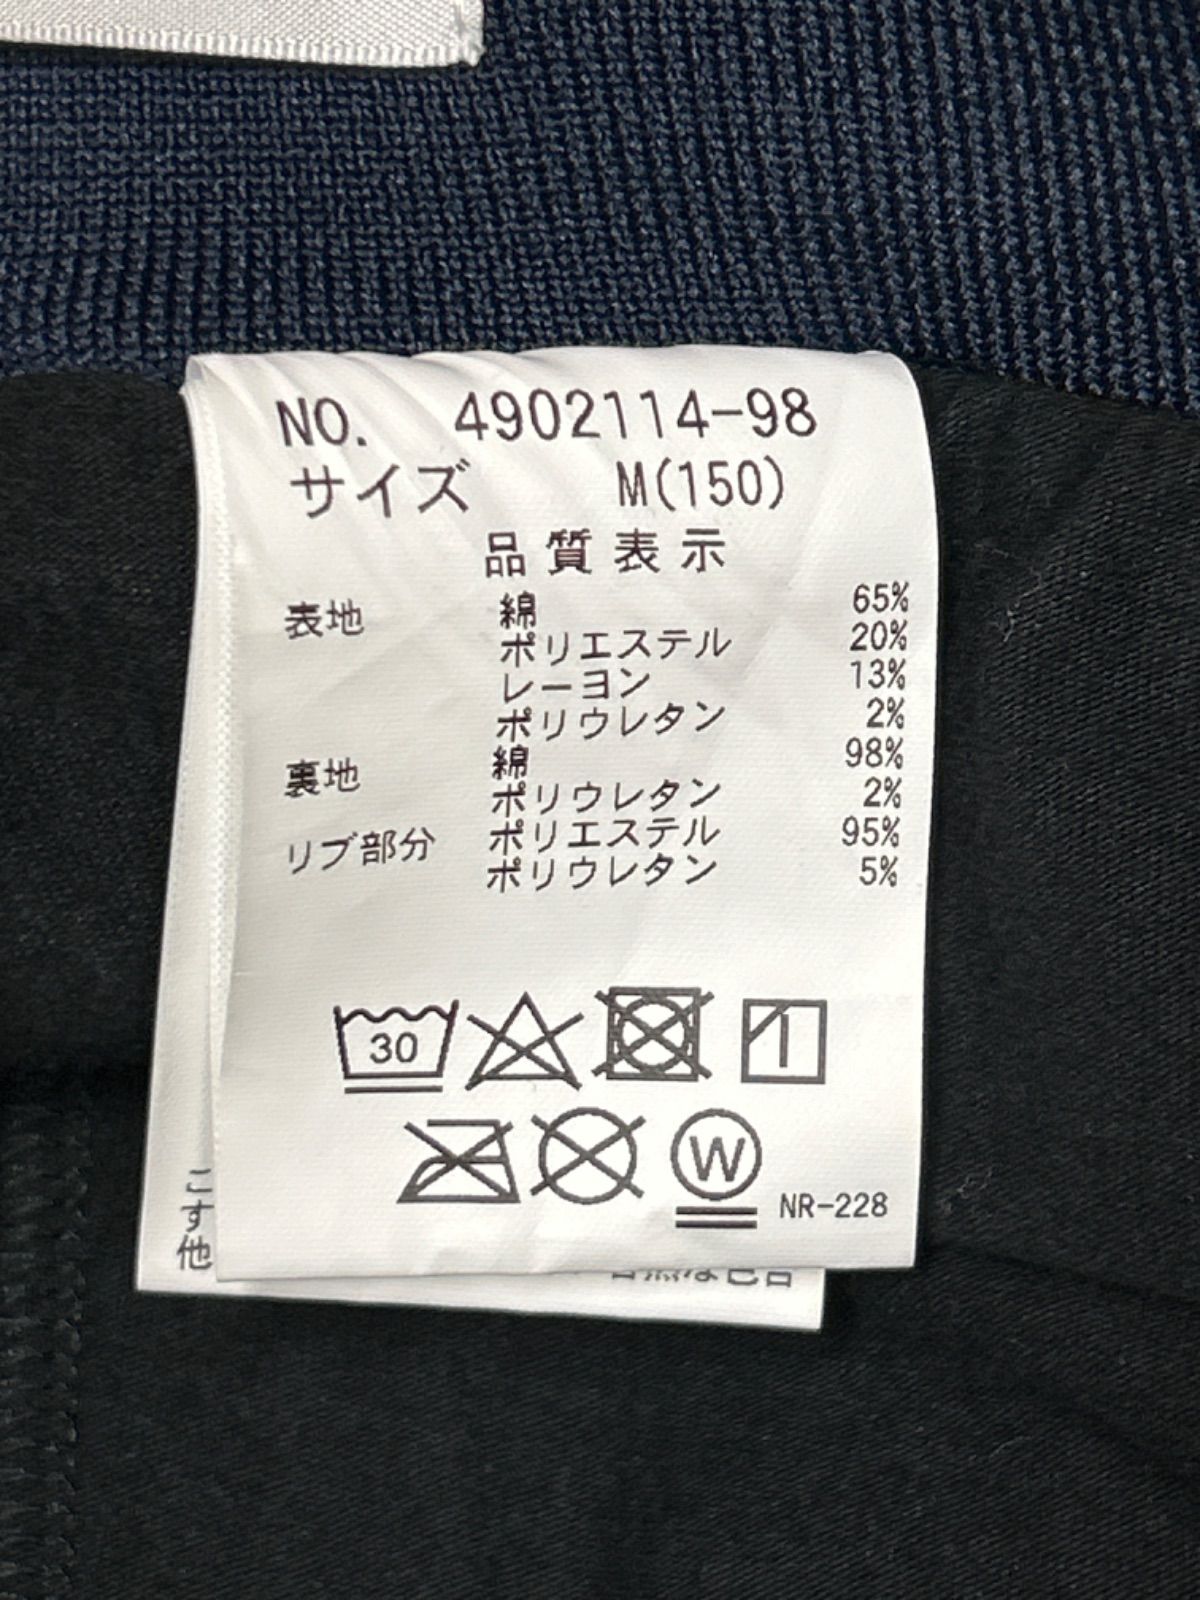 NO. 4902114-98
サイズ M(150)
品質表示
表地 綿 65%
ポリエステル 20%
レーヨン 13%
ポリウレタン 2%
裏地 綿 98%
ポリウレタン 2%
リブ部分 ポリエステル 95%
ポリウレタン 5%
30
W
NR-228
こ
す
他